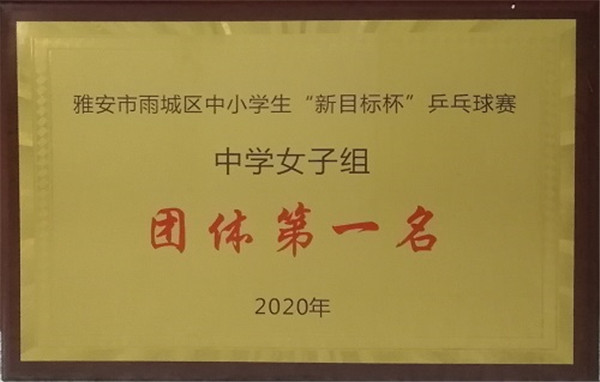 雅安市雨城区中小学生“新目标杯”乒乓球赛
中学女子组
团体第一名
2020年